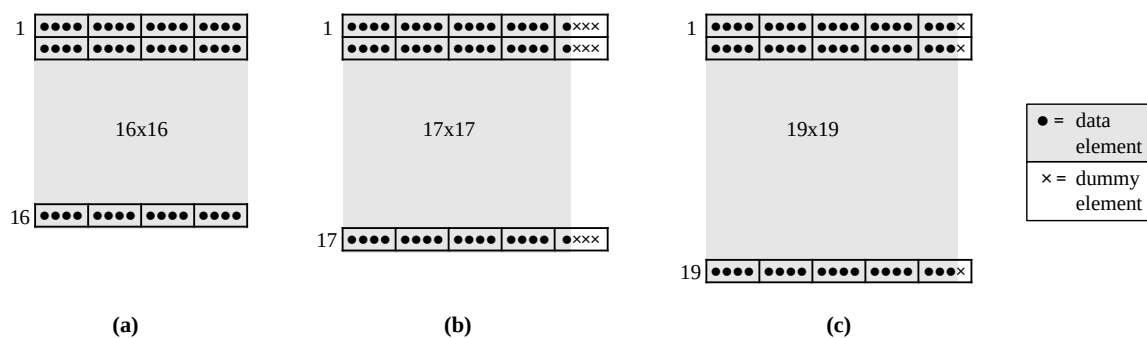 1 ●●●● ●●●● ●●●● ●●●●
●●●● ●●●● ●●●● ●●●●
16x16
16 ●●●● ●●●● ●●●● ●●●●
(a)
1 ●●●● ●●●● ●●●● ●●●● ●×××
●●●● ●●●● ●●●● ●●●● ●×××
17x17
17 ●●●● ●●●● ●●●● ●●●● ●×××
(b)
1 ●●●● ●●●● ●●●● ●●●● ●●●×
●●●● ●●●● ●●●● ●●●● ●●●×
19x19
19 ●●●● ●●●● ●●●● ●●●● ●●●×
(c)
● = data
element
× = dummy
element